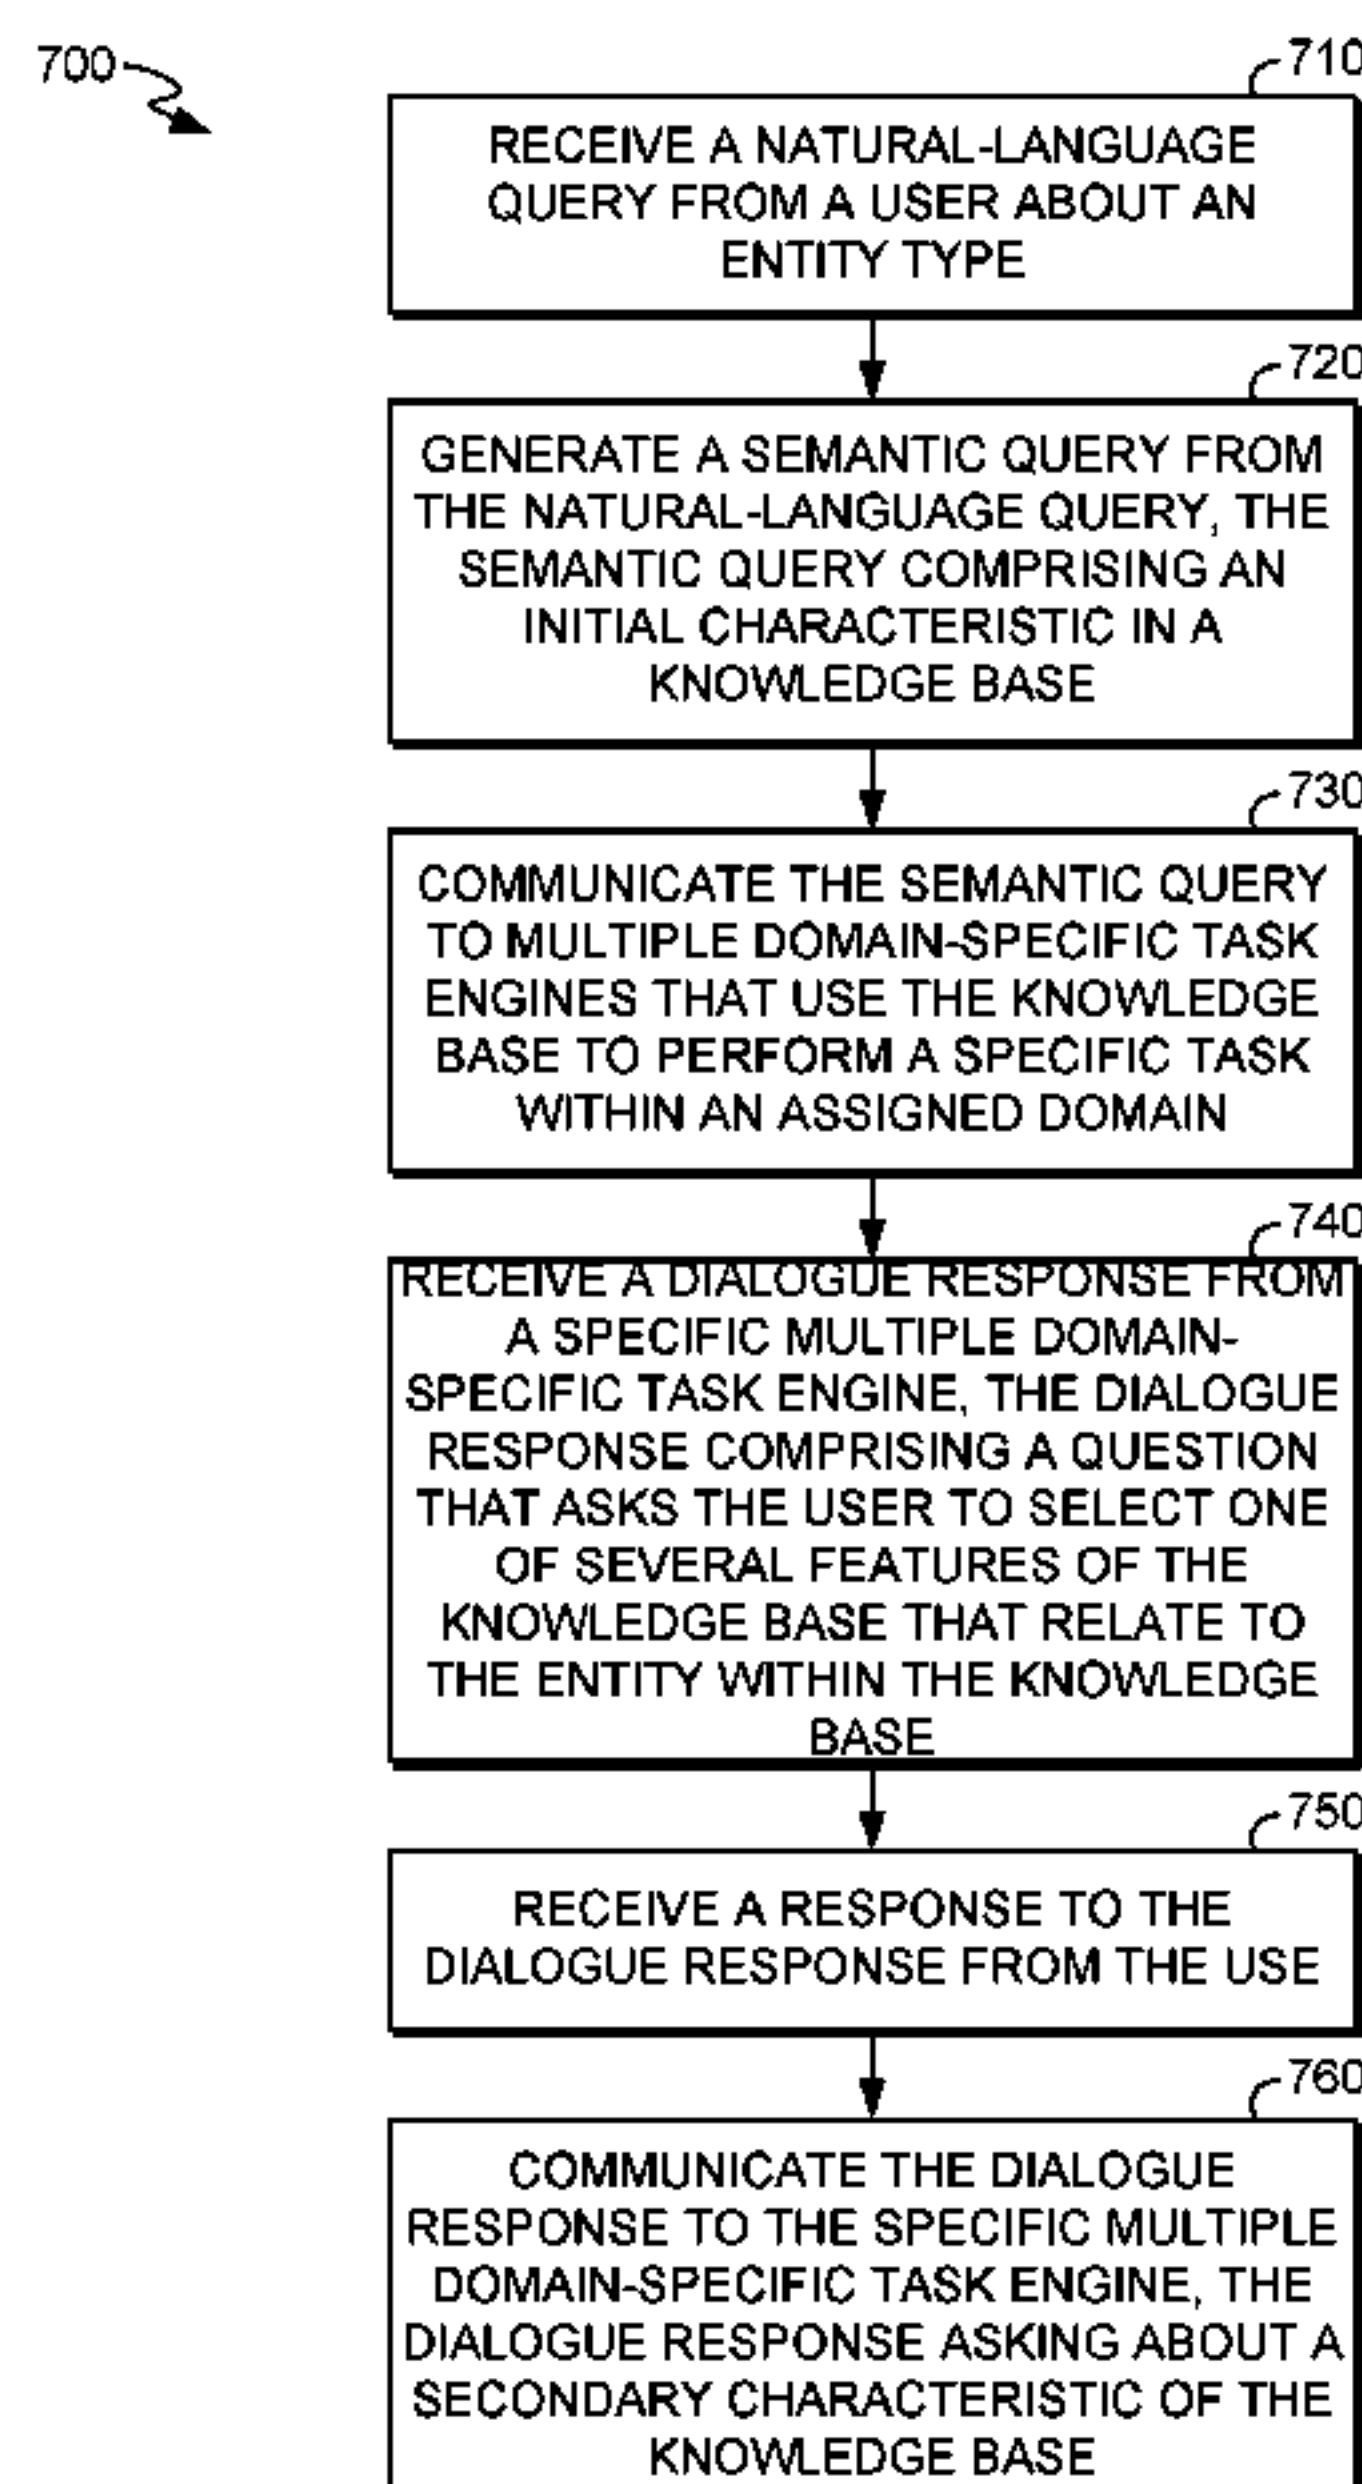 700
710
RECEIVE A NATURAL-LANGUAGE
QUERY FROM A USER ABOUT AN
ENTITY TYPE
720
GENERATE A SEMANTIC QUERY FROM
THE NATURAL-LANGUAGE QUERY, THE
SEMANTIC QUERY COMPRISING AN
INITIAL CHARACTERISTIC IN A
KNOWLEDGE BASE
730
COMMUNICATE THE SEMANTIC QUERY
TO MULTIPLE DOMAIN-SPECIFIC TASK
ENGINES THAT USE THE KNOWLEDGE
BASE TO PERFORM A SPECIFIC TASK
WITHIN AN ASSIGNED DOMAIN
740
RECEIVE A DIALOGUE RESPONSE FROM
A SPECIFIC MULTIPLE DOMAIN-
SPECIFIC TASK ENGINE, THE DIALOGUE
RESPONSE COMPRISING A QUESTION
THAT ASKS THE USER TO SELECT ONE
OF SEVERAL FEATURES OF THE
KNOWLEDGE BASE THAT RELATE TO
THE ENTITY WITHIN THE KNOWLEDGE
BASE
750
RECEIVE A RESPONSE TO THE
DIALOGUE RESPONSE FROM THE USE
760
COMMUNICATE THE DIALOGUE
RESPONSE TO THE SPECIFIC MULTIPLE
DOMAIN-SPECIFIC TASK ENGINE, THE
DIALOGUE RESPONSE ASKING ABOUT A
SECONDARY CHARACTERISTIC OF THE
KNOWLEDGE BASE